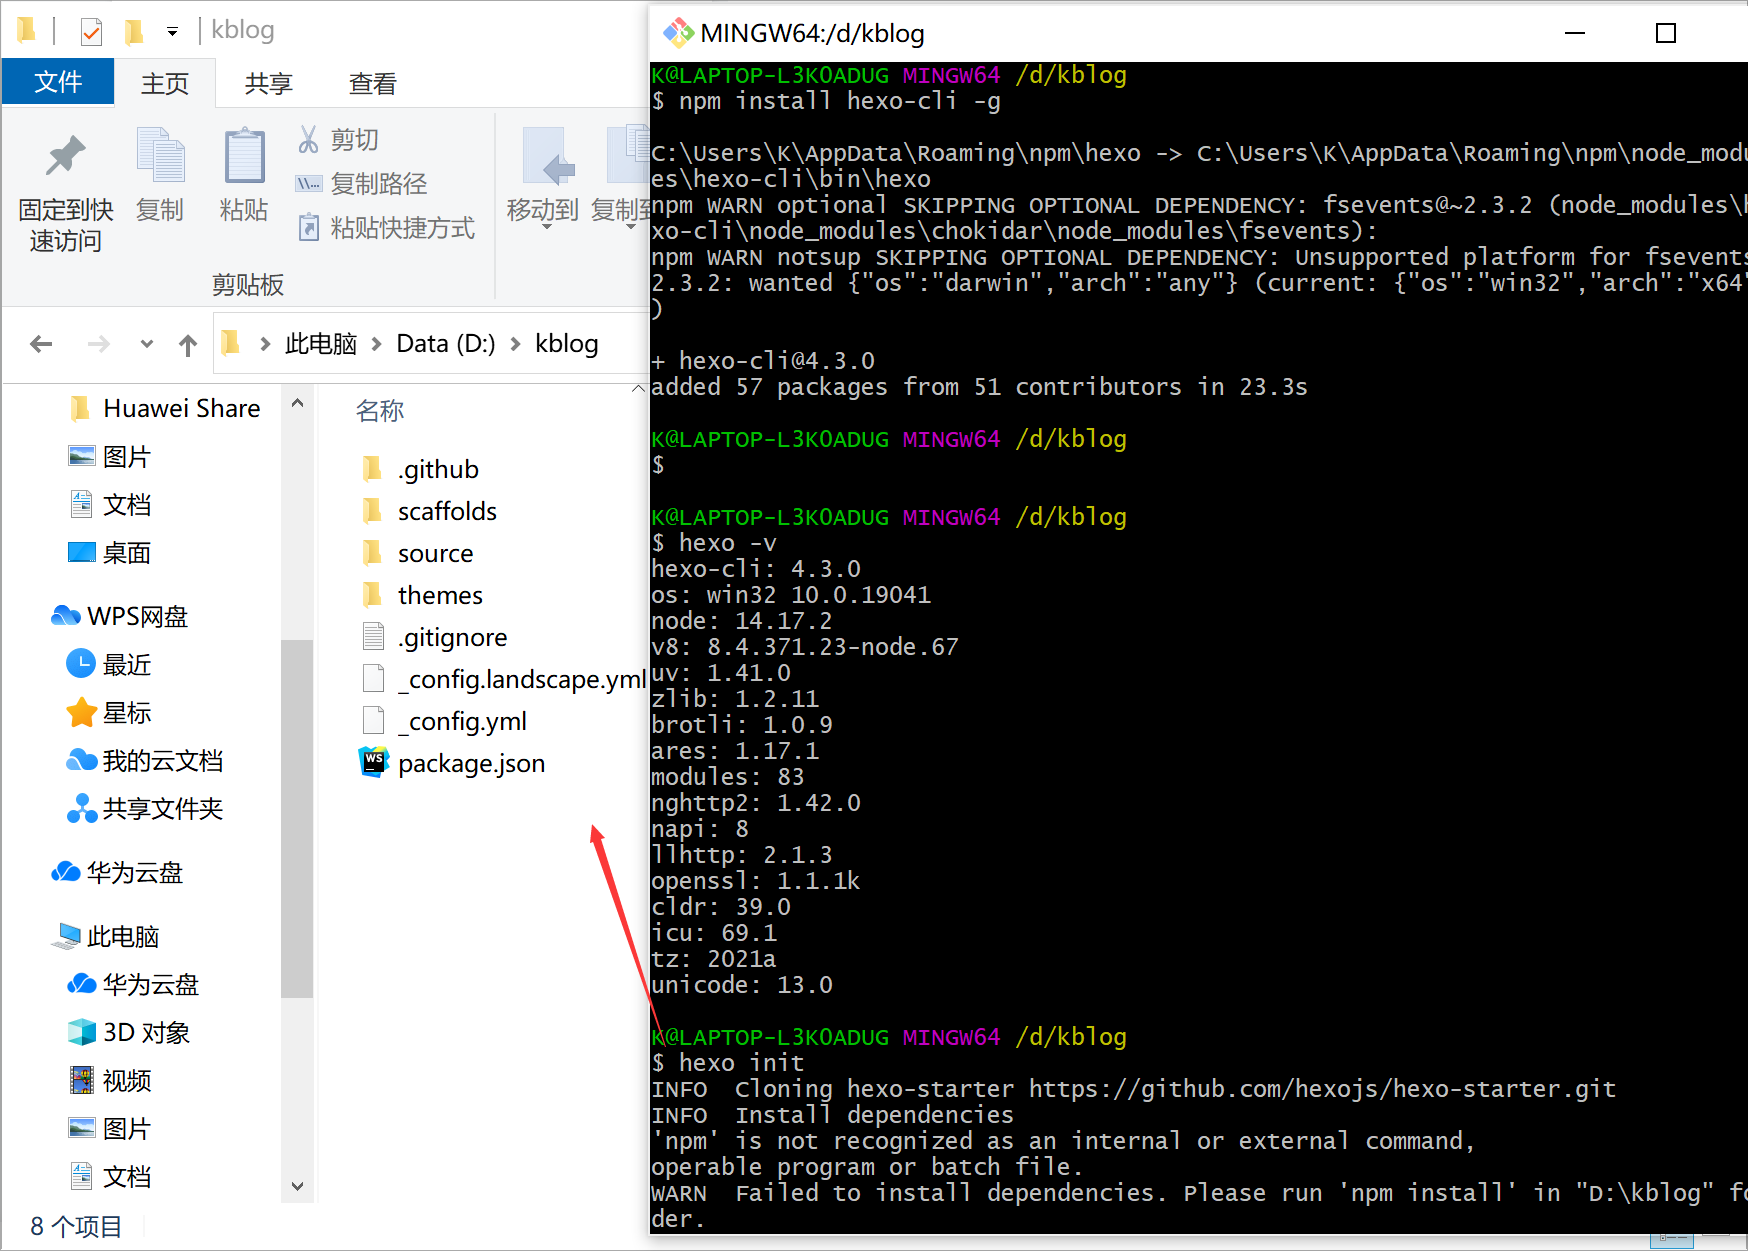 kblog
文件
主页
共享
查看
固定到快
速访问
复制
粘贴
剪切
复制路径
粘贴快捷方式
移动到
复制到
剪贴板
此电脑
Data (D:)
kblog
Huawei Share
图片
文档
桌面
WPS网盘
最近
星标
我的云文档
共享文件夹
华为云盘
此电脑
华为云盘
3D 对象
视频
图片
文档
8 个项目
名称
.github
scaffolds
source
themes
.gitignore
_config.landscape.yml
_config.yml
package.json
MINGW64:/d/kblog
K@LAPTOP-L3K0ADUG MINGW64 /d/kblog
$ npm install hexo-cli -g
C:\Users\K\AppData\Roaming\npm\hexo -> C:\Users\K\AppData\Roaming\npm\node_modu
es\hexo-cli\bin\hexo
npm WARN optional SKIPPING OPTIONAL DEPENDENCY: fsevents@~2.3.2 (node_modules\h
xo-cli\node_modules\chokidar\node_modules\fsevents):
npm WARN notsup SKIPPING OPTIONAL DEPENDENCY: Unsupported platform for fsevents
2.3.2: wanted {"os":"darwin","arch":"any"} (current: {"os":"win32","arch":"x64"
)
+ hexo-cli@4.3.0
added 57 packages from 51 contributors in 23.3s
K@LAPTOP-L3K0ADUG MINGW64 /d/kblog
$
K@LAPTOP-L3K0ADUG MINGW64 /d/kblog
$ hexo -v
hexo-cli: 4.3.0
os: win32 10.0.19041
node: 14.17.2
v8: 8.4.371.23-node.67
uv: 1.41.0
zlib: 1.2.11
brotli: 1.0.9
ares: 1.17.1
modules: 83
nghttp2: 1.42.0
napi: 8
llhttp: 2.1.3
openssl: 1.1.1k
cldr: 39.0
icu: 69.1
tz: 2021a
unicode: 13.0
K@LAPTOP-L3K0ADUG MINGW64 /d/kblog
$ hexo init
INFO  Cloning hexo-starter https://github.com/hexojs/hexo-starter.git
INFO  Install dependencies
'npm' is not recognized as an internal or external command,
operable program or batch file.
WARN  Failed to install dependencies. Please run 'npm install' in "D:\kblog" fo
der.